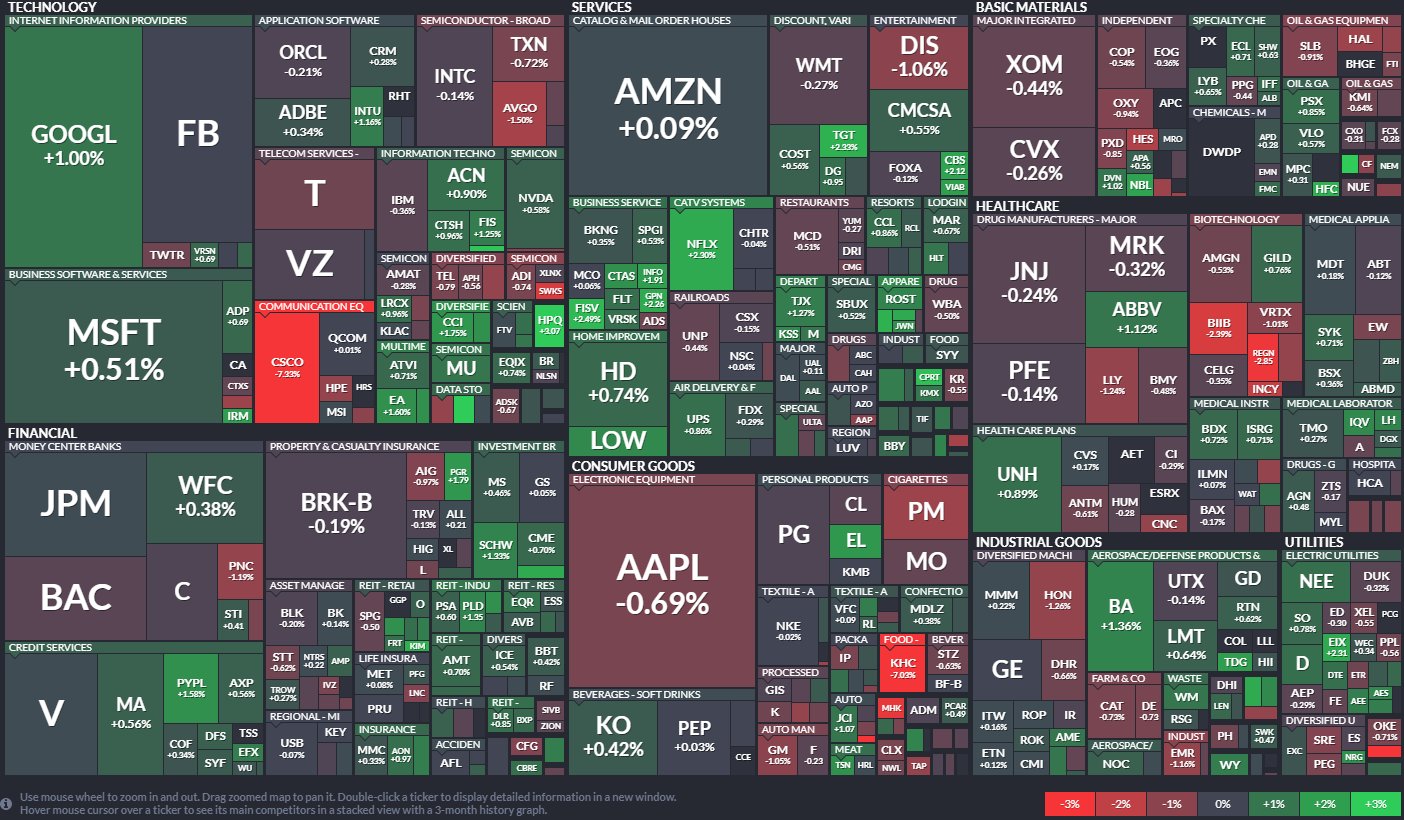 TECHNOLOGY
INTERNET INFORMATION PROVIDERS
GOOGL
+1.00%
FB
TWTR
VRSN
+0.69
APPLICATION SOFTWARE
ORCL
-0.21%
CRM
+0.28%
ADBE
+0.34%
INTU
+1.16%
RHT
SEMICONDUCTOR - BROAD
INTC
-0.14%
TXN
-0.72%
AVGO
-1.50%
TELECOM SERVICES -
T
VZ
INFORMATION TECHNO
IBM
-0.36%
ACN
+0.90%
CTSH
+0.96%
FIS
+1.25%
SEMICON
NVDA
+0.58%
BUSINESS SOFTWARE & SERVICES
MSFT
+0.51%
ADP
+0.69
CA
CTXS
IRM
COMMUNICATION EQ
CSCO
-7.33%
QCOM
+0.01%
HPE
HRS
MSI
SEMICON
AMAT
-0.28%
LRCX
+0.96%
KLAC
DIVERSIFIED
TEL
-0.79
APH
-0.56
SEMICON
ADI
-0.74
XLNX
SWKS
DIVERSIFIE
CCI
+1.75%
SCIEN
FTV
HPQ
+3.07
MULTIME
ATVI
+0.71%
EA
+1.60%
SEMICON
MU
DATA STO
EQIX
+0.74%
BR
NLSN
ADSK
-0.67
SERVICES
CATALOG & MAIL ORDER HOUSES
AMZN
+0.09%
DISCOUNT, VARI
WMT
-0.27%
COST
+0.56%
TGT
+2.33%
DG
+0.95
ENTERTAINMENT
DIS
-1.06%
CMCSA
+0.55%
FOXA
-0.12%
CBS
+2.12
VIAB
BUSINESS SERVICE
BKNG
+0.35%
SPGI
+0.53%
MCO
+0.06%
CTAS
INFO
+1.91
FISV
+2.49%
FLT
GPN
+2.26
VRSK
ADS
CATV SYSTEMS
NFLX
+2.30%
CHTR
-0.04%
RESTAURANTS
MCD
-0.51%
YUM
-0.27
DRI
CMG
RESORTS
CCL
+0.86%
RCL
LODGIN
MAR
+0.67%
HLT
RAILROADS
UNP
-0.44%
CSX
-0.15%
NSC
+0.04%
DEPART
TJX
+1.27%
KSS
M
SPECIAL
SBUX
+0.52%
APPARE
ROST
JWN
DRUG
WBA
-0.50%
HOME IMPROVEM
HD
+0.74%
LOW
AIR DELIVERY & F
UPS
+0.86%
FDX
+0.29%
MAJOR
DAL
UAL
+0.11
AAL
DRUGS
ABC
CAH
INDUST
CPRT
KMX
FOOD
SYY
KR
-0.55
AUTO P
AZO
AAP
SPECIAL
ULTA
REGION
LUV
TIF
BBY
BASIC MATERIALS
MAJOR INTEGRATED
XOM
-0.44%
CVX
-0.26%
INDEPENDENT
COP
-0.54%
EOG
-0.36%
OXY
-0.94%
APC
PXD
-0.85
HES
MRO
APA
+0.56
DVN
+1.02
NBL
SPECIALTY CHE
PX
ECL
+0.71
SHW
+0.63
LYB
+0.65%
PPG
-0.44
IFF
ALB
CHEMICALS - M
DWDP
APD
+0.28
EMN
FMC
OIL & GAS EQUIPMEN
SLB
-0.91%
HAL
BHGE
FTI
OIL & GA
PSX
+0.85%
VLO
+0.57%
MPC
+0.31
HFC
OIL & GAS
KMI
-0.64%
CXO
-0.31
FCX
-0.28
CF
NEM
NUE
HEALTHCARE
DRUG MANUFACTURERS - MAJOR
JNJ
-0.24%
PFE
-0.14%
MRK
-0.32%
ABBV
+1.12%
LLY
-1.24%
BMY
-0.48%
BIOTECHNOLOGY
AMGN
-0.53%
GILD
+0.76%
BIIB
-2.39%
VRTX
-1.01%
REGN
-2.85
CELG
-0.35%
INCY
MEDICAL APPLIA
MDT
+0.18%
ABT
-0.12%
SYK
+0.71%
EW
BSX
+0.36%
ZBH
ABMD
HEALTH CARE PLANS
UNH
+0.89%
CVS
+0.17%
AET
CI
-0.29%
ANTM
-0.61%
HUM
-0.28
ESRX
CNC
MEDICAL INSTR
BDX
+0.72%
ISRG
+0.71%
ILMN
+0.07%
WAT
BAX
-0.17%
MEDICAL LABORATOR
TMO
+0.27%
IQV
LH
A
DGX
DRUGS - G
AGN
+0.48
ZTS
-0.17
MYL
HOSPITA
HCA
FINANCIAL
MONEY CENTER BANKS
JPM
WFC
+0.38%
BAC
C
PNC
-1.19%
STI
+0.41
PROPERTY & CASUALTY INSURANCE
BRK-B
-0.19%
AIG
-0.97%
PGR
+1.79
TRV
-0.13%
ALL
+0.21
HIG
XL
L
INVESTMENT BR
MS
+0.46%
GS
+0.05%
SCHW
+1.33%
CME
+0.70%
CREDIT SERVICES
V
MA
+0.56%
PYPL
+1.58%
AXP
+0.56%
COF
+0.34%
DFS
SYF
TSS
EFX
WU
ASSET MANAGE
BLK
-0.20%
BK
+0.14%
STT
-0.62%
NTRS
+0.22
AMP
TROW
+0.27%
IVZ
REIT - RETAI
SPG
-0.50
GGP
O
FRT
KIM
REIT - INDU
PSA
+0.60
PLD
+1.35
REIT - RES
EQR
ESS
AVB
REIT -
AMT
+0.70%
DIVERS
ICE
+0.54%
BBT
+0.42%
RF
LIFE INSURA
MET
+0.08%
PFG
LNC
PRU
REGIONAL - MI
USB
-0.07%
KEY
INSURANCE
MMC
+0.33%
AON
+0.97
REIT - H
REIT -
DLR
+0.35
BXP
SIVB
ZION
ACCIDEN
AFL
CFG
CBRE
CONSUMER GOODS
ELECTRONIC EQUIPMENT
AAPL
-0.69%
PERSONAL PRODUCTS
PG
CL
EL
KMB
CIGARETTES
PM
MO
TEXTILE - A
NKE
-0.02%
TEXTILE - A
VFC
+0.09
RL
CONFECTIO
MDLZ
+0.38%
PACKA
IP
FOOD -
KHC
-7.03%
BEVER
STZ
-0.63%
BF-B
BEVERAGES - SOFT DRINKS
KO
+0.42%
PEP
+0.03%
CCE
PROCESSED
GIS
K
AUTO
JCI
+1.07
MHK
ADM
PCAR
+0.49
AUTO MAN
GM
-1.05%
F
-0.23
MEAT
TSN
HRL
CLX
NWL
TAP
INDUSTRIAL GOODS
DIVERSIFIED MACHI
MMM
+0.22%
HON
-1.26%
GE
DHR
-0.66%
ITW
+0.16%
ROP
IR
ROK
AME
ETN
+0.12%
CMI
AEROSPACE/DEFENSE PRODUCTS &
BA
+1.36%
UTX
-0.14%
GD
LMT
+0.64%
RTN
+0.62%
COL
LLL
TDG
HII
FARM & CO
CAT
-0.73%
DE
-0.73
WASTE
WM
RSG
DHI
LEN
AEROSPACE/
NOC
INDUST
EMR
-1.16%
PH
SWK
+0.47
WY
UTILITIES
ELECTRIC UTILITIES
NEE
DUK
-0.32%
SO
+0.78%
ED
-0.30
XEL
-0.55
PCG
EIX
+2.31
WEC
+0.34
PPL
-0.56
D
DTE
ETR
AEP
-0.29%
FE
AEE
AES
DIVERSIFIED U
EXC
SRE
ES
PEG
NRG
OKE
-0.71%
Use mouse wheel to zoom in and out. Drag zoomed map to pan it. Double-click a ticker to display detailed information in a new window.
Hover mouse cursor over a ticker to see its main competitors in a stacked view with a 3-month history graph.
-3%
-2%
-1%
0%
+1%
+2%
+3%